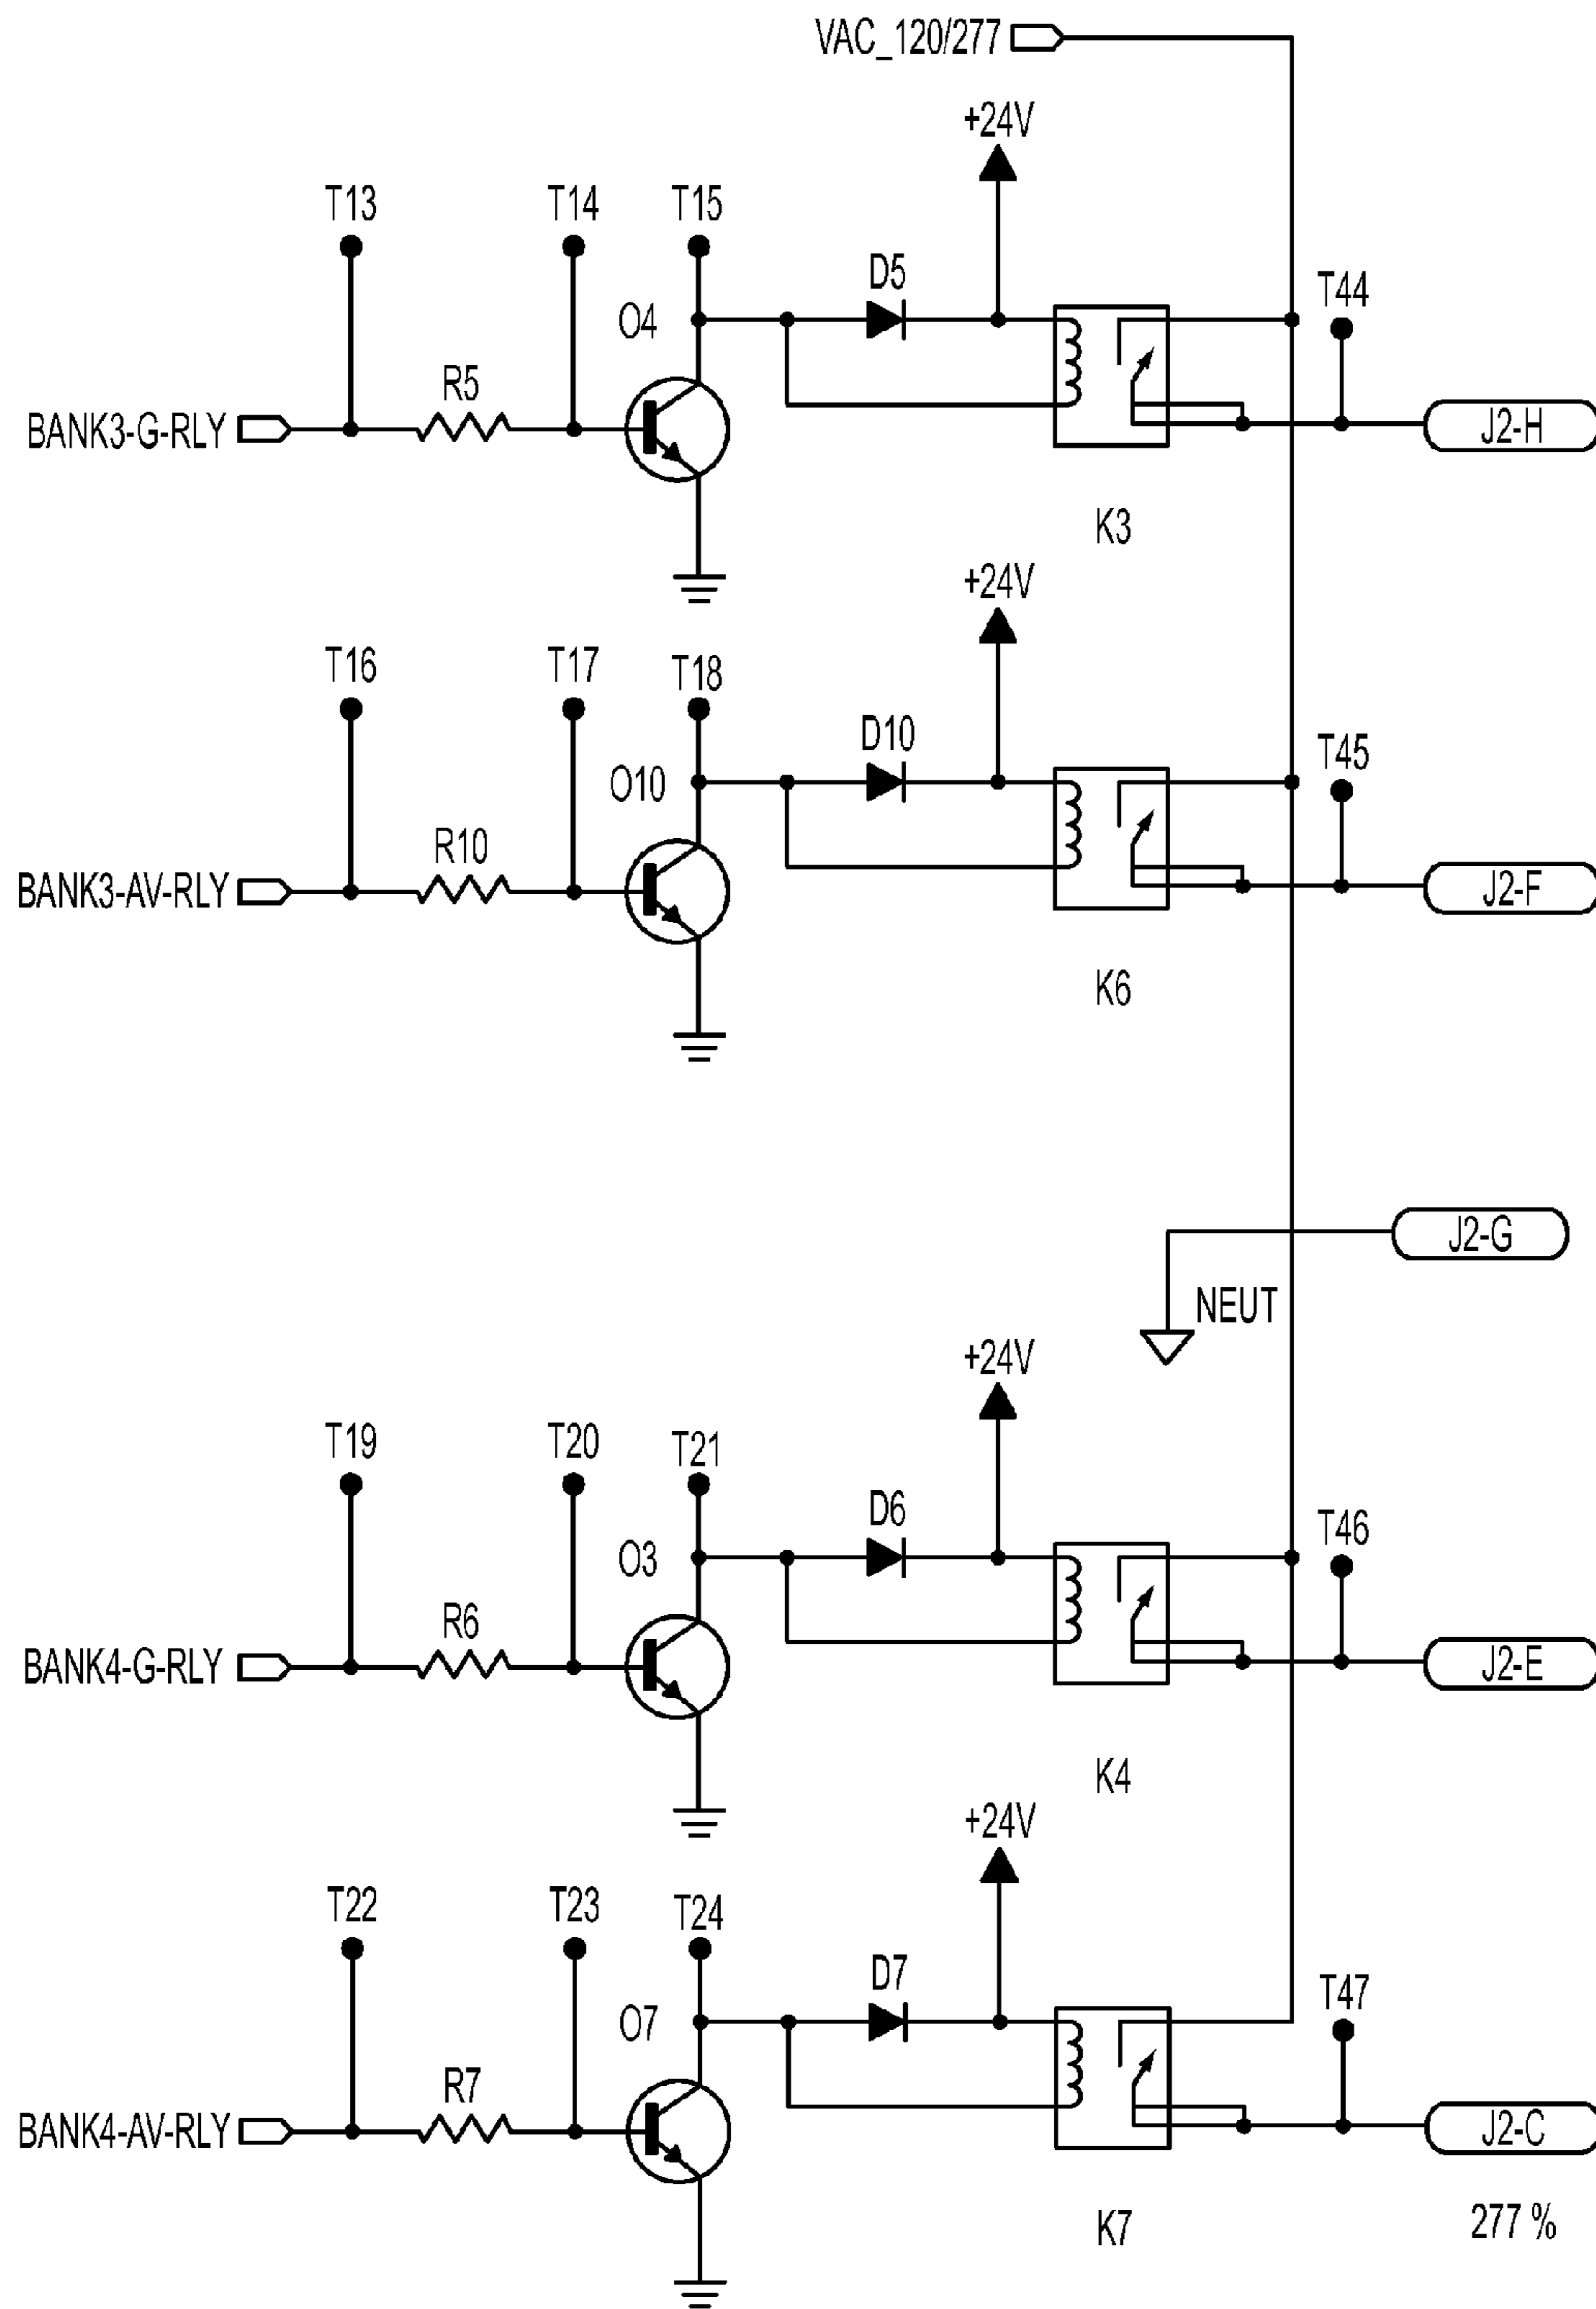 VAC_120/277
+24V
T13
T14
T15
D5
T44
O4
R5
BANK3-G-RLY
J2-H
K3
+24V
T16
T17
T18
D10
T45
O10
R10
BANK3-AV-RLY
J2-F
K6
J2-G
NEUT
+24V
T19
T20
T21
D6
T46
O3
R6
BANK4-G-RLY
J2-E
K4
+24V
T22
T23
T24
D7
T47
O7
R7
BANK4-AV-RLY
J2-C
K7
277 %